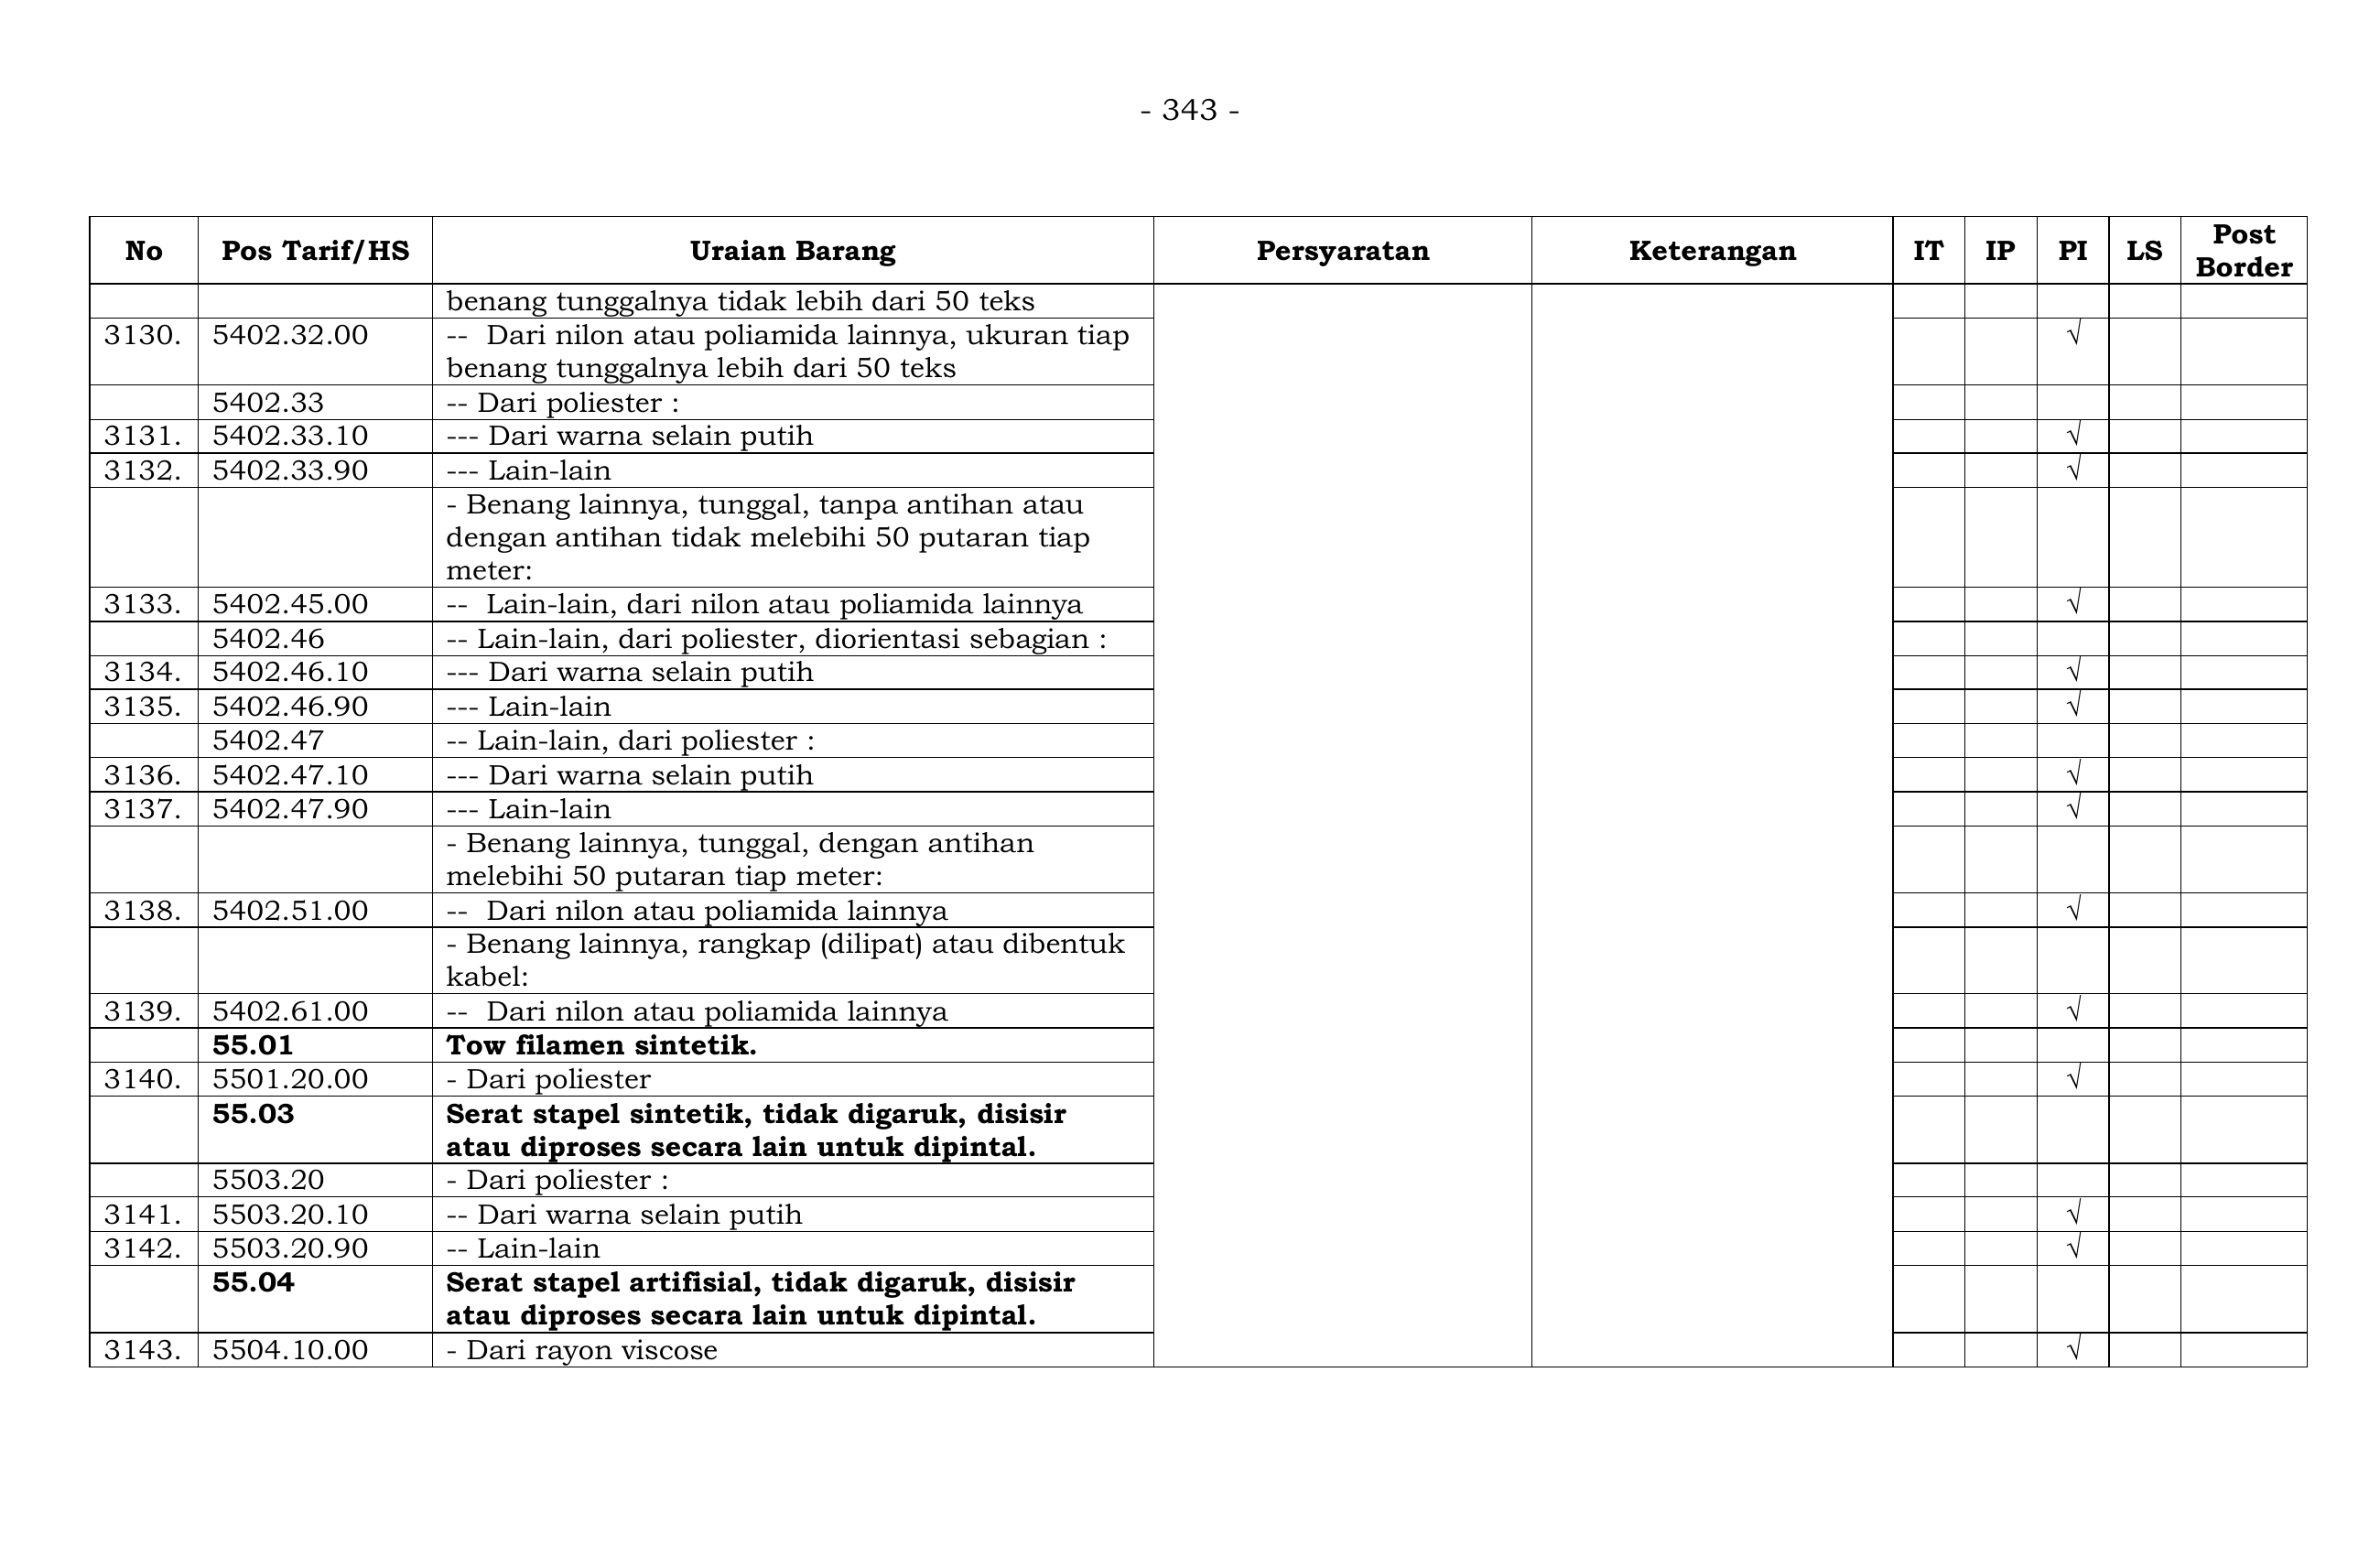 - 343 -
No Pos Tarif/HS Uraian Barang Persyaratan Keterangan IT IP PI LS Post Border
benang tunggalnya tidak lebih dari 50 teks
3130. 5402.32.00 -- Dari nilon atau poliamida lainnya, ukuran tiap √
benang tunggalnya lebih dari 50 teks
5402.33 -- Dari poliester :
3131. 5402.33.10 --- Dari warna selain putih √
3132. 5402.33.90 --- Lain-lain √
- Benang lainnya, tunggal, tanpa antihan atau
dengan antihan tidak melebihi 50 putaran tiap
meter:
3133. 5402.45.00 -- Lain-lain, dari nilon atau poliamida lainnya √
5402.46 -- Lain-lain, dari poliester, diorientasi sebagian :
3134. 5402.46.10 --- Dari warna selain putih √
3135. 5402.46.90 --- Lain-lain √
5402.47 -- Lain-lain, dari poliester :
3136. 5402.47.10 --- Dari warna selain putih √
3137. 5402.47.90 --- Lain-lain √
- Benang lainnya, tunggal, dengan antihan
melebihi 50 putaran tiap meter:
3138. 5402.51.00 -- Dari nilon atau poliamida lainnya √
- Benang lainnya, rangkap (dilipat) atau dibentuk
kabel:
3139. 5402.61.00 -- Dari nilon atau poliamida lainnya √
55.01 Tow filamen sintetik.
3140. 5501.20.00 - Dari poliester √
55.03 Serat stapel sintetik, tidak digaruk, disisir
atau diproses secara lain untuk dipintal.
5503.20 - Dari poliester :
3141. 5503.20.10 -- Dari warna selain putih √
3142. 5503.20.90 -- Lain-lain √
55.04 Serat stapel artifisial, tidak digaruk, disisir
atau diproses secara lain untuk dipintal.
3143. 5504.10.00 - Dari rayon viscose √